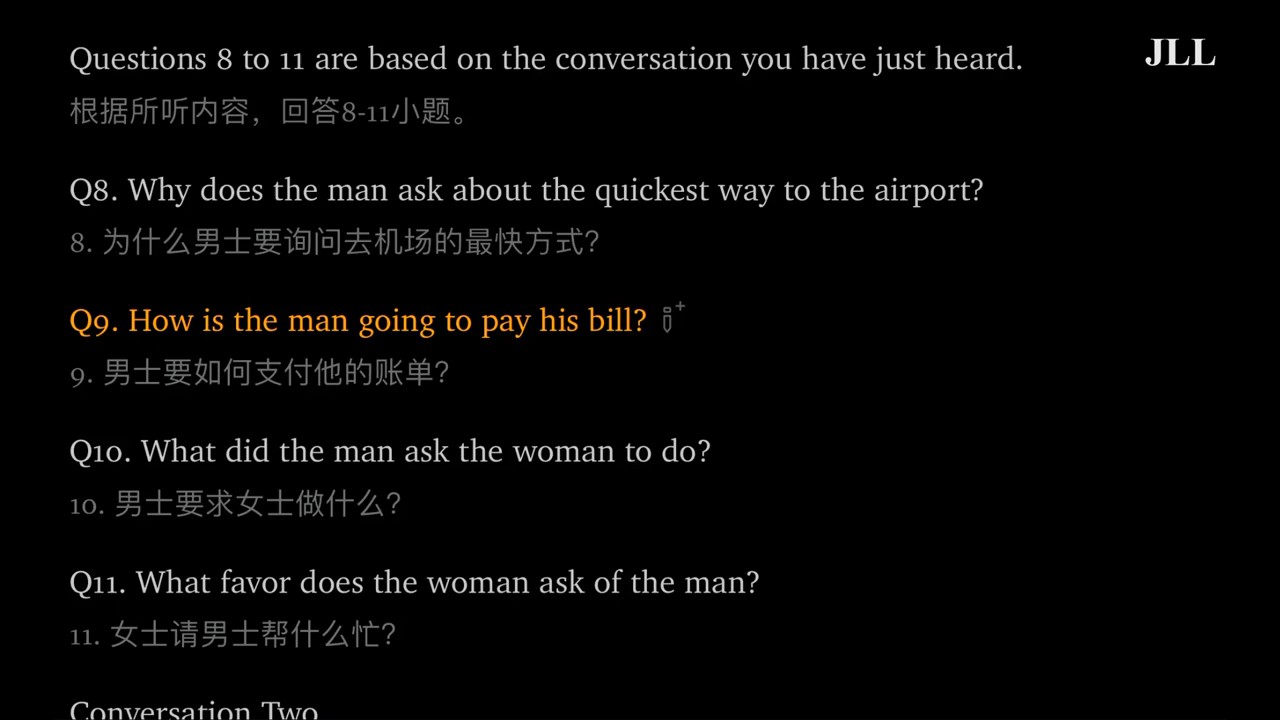 Questions 8 to 11 are based on the conversation you have just heard.
JLL
根据所听内容，回答8-11小题。
Q8. Why does the man ask about the quickest way to the airport?
8. 为什么男士要询问去机场的最快方式？
Q9. How is the man going to pay his bill?
9. 男士要如何支付他的账单？
Q10. What did the man ask the woman to do?
10. 男士要求女士做什么？
Q11. What favor does the woman ask of the man?
11. 女士请男士帮什么忙？
Conversation Two